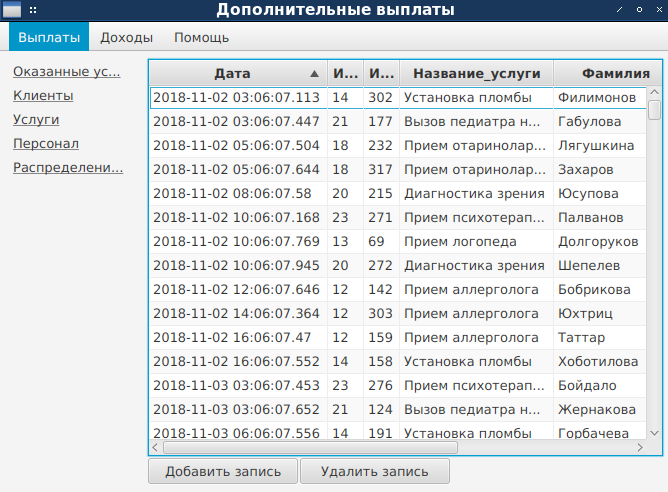 Дополнительные выплаты
Выплаты Доходы Помощь
Оказанные ус...
Клиенты
Услуги
Персонал
Распределени...
Дата И... И... Название_услуги Фамилия
2018-11-02 03:06:07.113 14 302 Установка пломбы Филимонов
2018-11-02 03:06:07.447 21 177 Вызов педиатра н... Габулова
2018-11-02 05:06:07.504 18 232 Прием отаринолар... Лягушкина
2018-11-02 05:06:07.644 18 317 Прием отаринолар... Захаров
2018-11-02 08:06:07.58 20 215 Диагностика зрения Юсупова
2018-11-02 10:06:07.168 23 271 Прием психотерап... Палванов
2018-11-02 10:06:07.769 13 69 Прием логопеда Долгоруков
2018-11-02 10:06:07.945 20 272 Диагностика зрения Шепелев
2018-11-02 12:06:07.646 12 142 Прием аллерголога Бобрикова
2018-11-02 14:06:07.364 12 303 Прием аллерголога Юхтриц
2018-11-02 16:06:07.47 12 159 Прием аллерголога Таттар
2018-11-02 16:06:07.552 14 158 Установка пломбы Хоботилова
2018-11-03 03:06:07.453 23 276 Прием психотерап... Бойдало
2018-11-03 03:06:07.652 21 124 Вызов педиатра н... Жернакова
2018-11-03 06:06:07.556 14 191 Установка пломбы Горбачева
Добавить запись Удалить запись